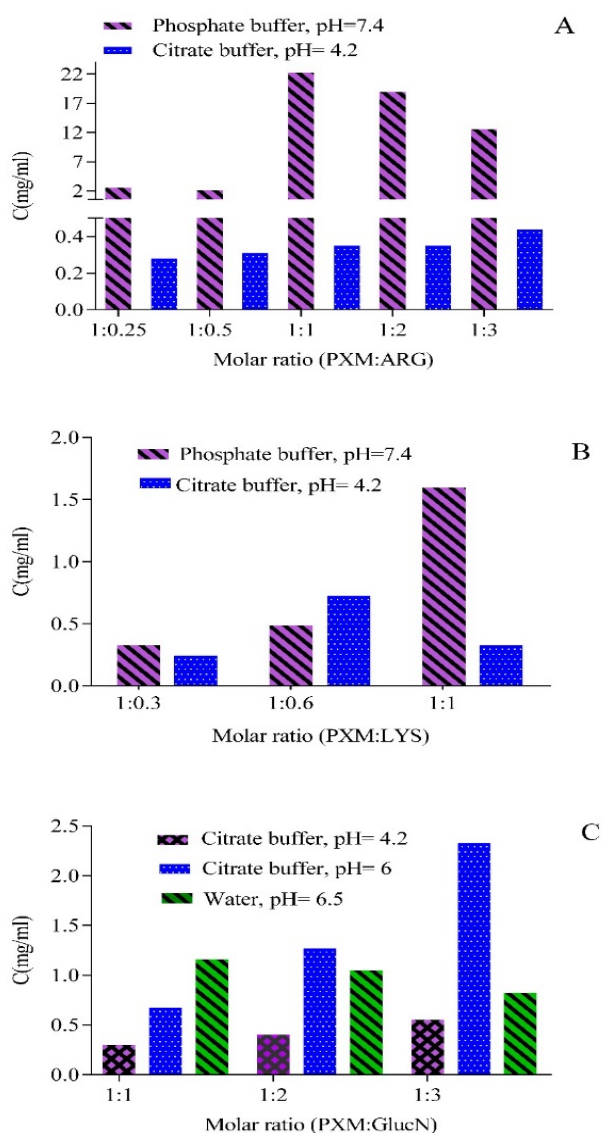 Phosphate buffer, pH=7.4
A
Citrate buffer, pH= 4.2
22
17
12
7
2
0.4
0.2
0.0
C(mg/ml)
1:0.25 1:0.5 1:1 1:2 1:3
Molar ratio (PXM:ARG)
2.0
1.5
1.0
0.5
0.0
C(mg/ml)
Phosphate buffer, pH=7.4
B
Citrate buffer, pH= 4.2
1:0.3 1:0.6 1:1
Molar ratio (PXM:LYS)
2.5
2.0
1.5
1.0
0.5
0.0
C(mg/ml)
Citrate buffer, pH= 4.2
C
Citrate buffer, pH= 6
Water, pH= 6.5
1:1 1:2 1:3
Molar ratio (PXM:GlucN)